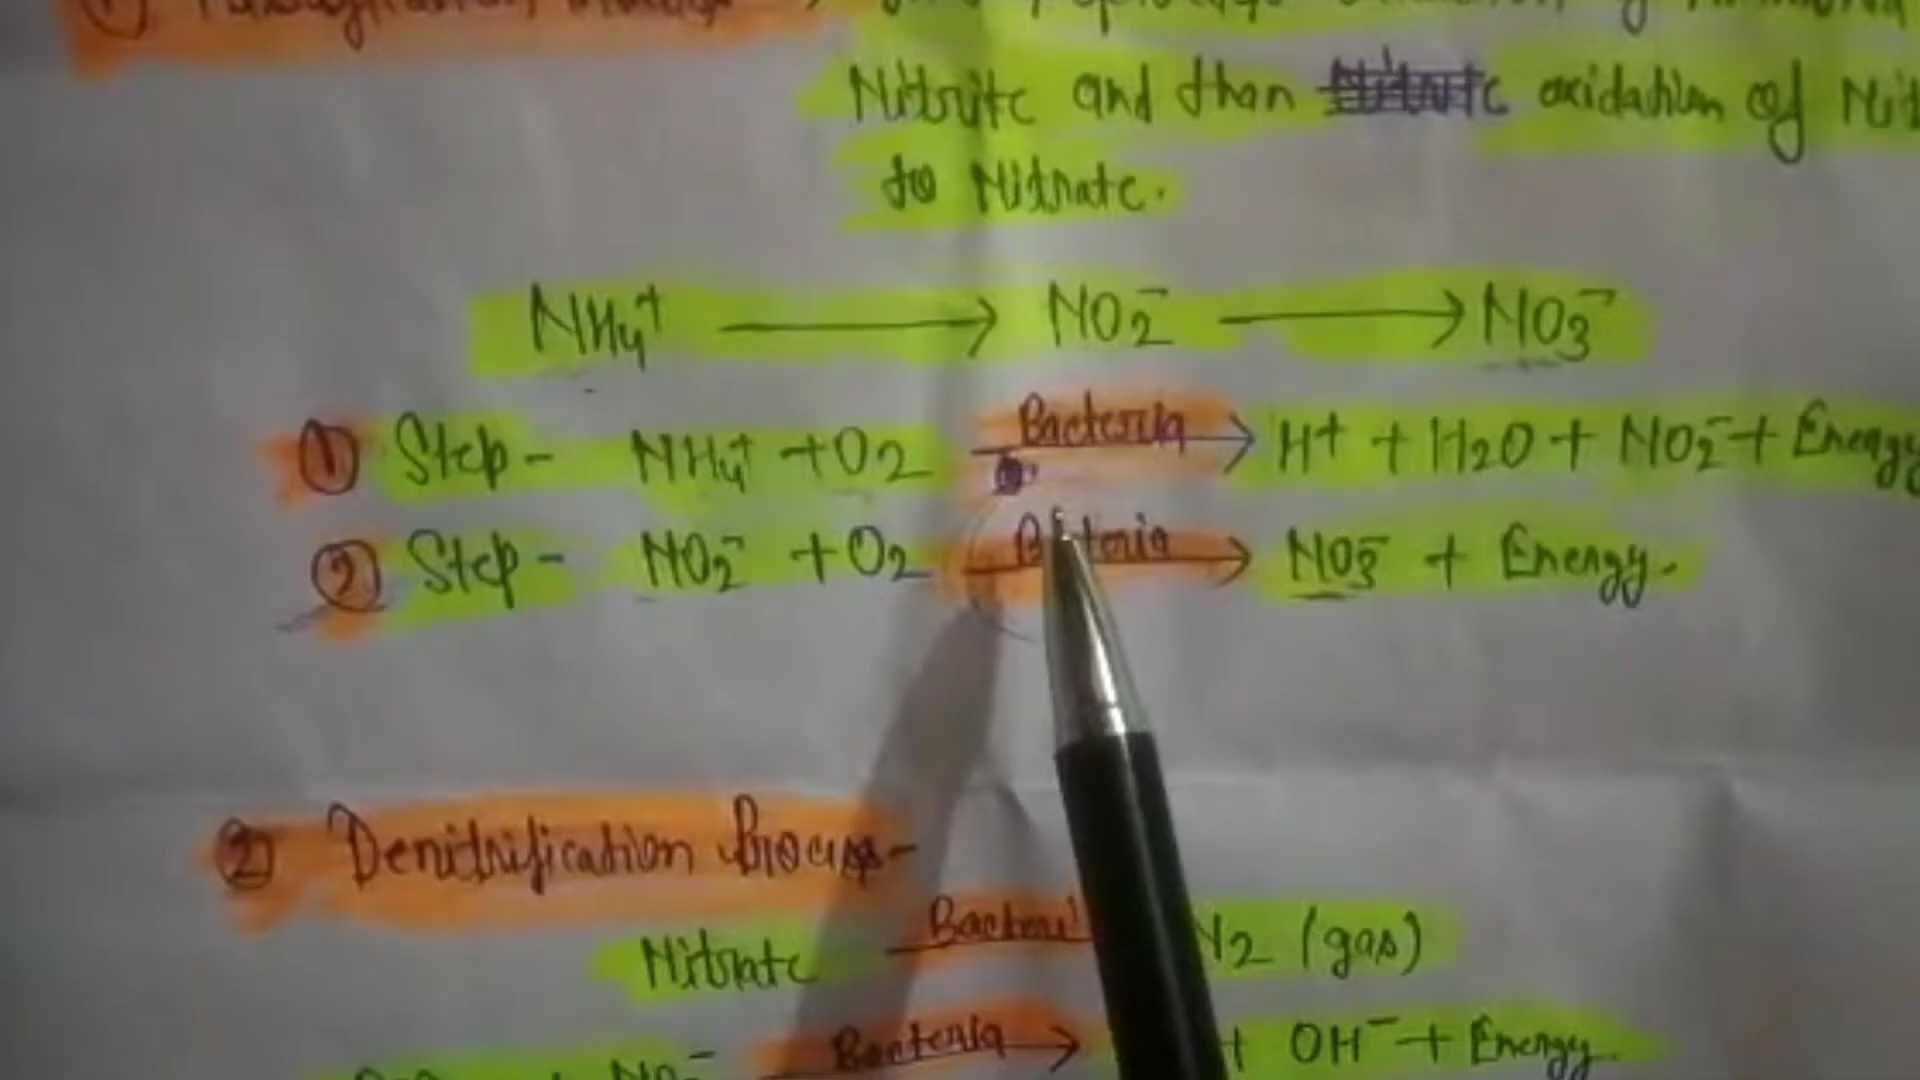 Nitrite and than Nitrate oxidation of
to Nitrate.
NH4+ → NO2- → NO3-
① Step - NH4+ + O2 Bacteria → H+ + H2O + NO2- + Energy
② Step - NO2- + O2 Bacteria → NO3- + Energy.
② Denitrification Process-
Nitrate N2 (gas)
Bacteria → + OH- + Energy